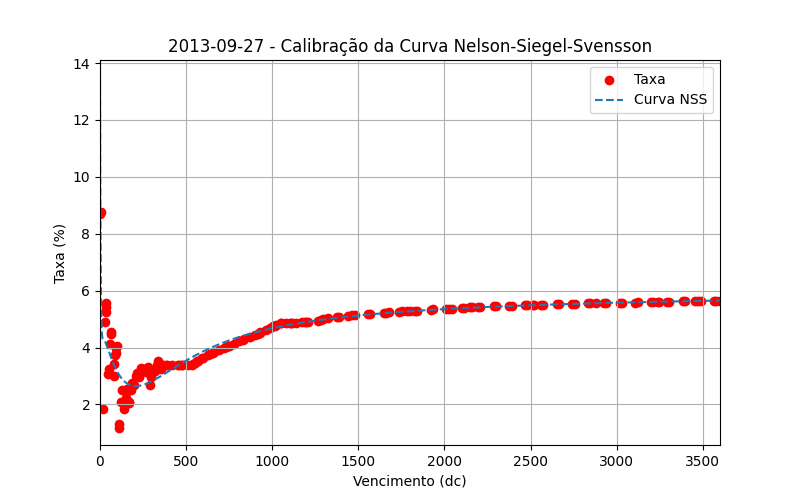 2013-09-27 - Calibração da Curva Nelson-Siegel-Svensson
Taxa
Curva NSS
Taxa (%)
14
12
10
8
6
4
2
0 500 1000 1500 2000 2500 3000 3500
Vencimento (dc)